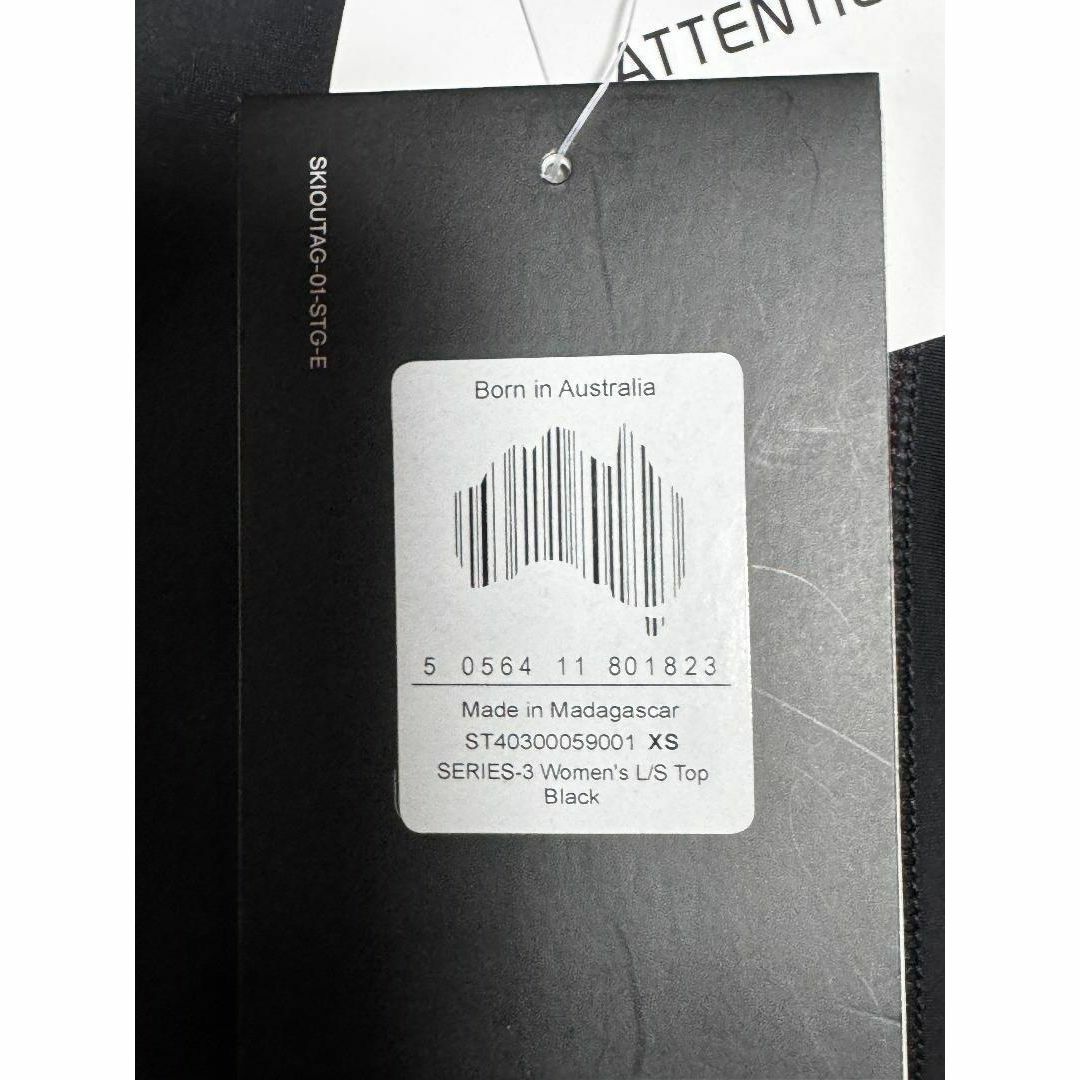 ATTENTIO
SKIOUTAG-01-STG-E
Born in Australia
5 0564 11 801823
Made in Madagascar
ST40300059001 XS
SERIES-3 Women's L/S Top
Black